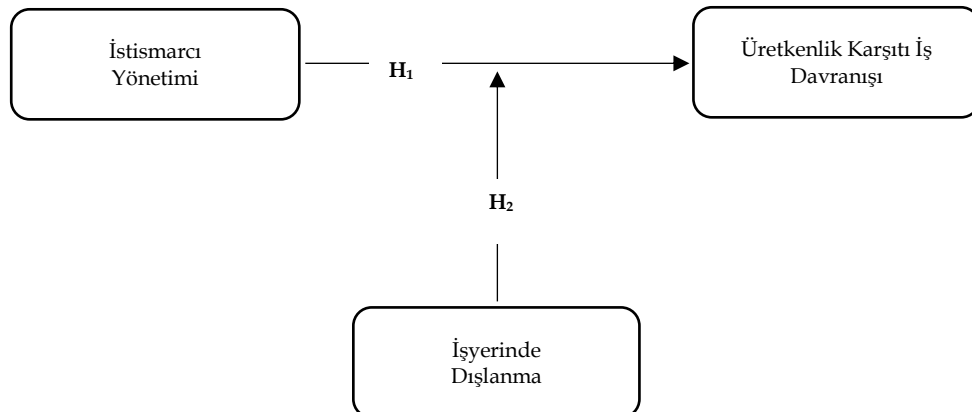 İstismarcı
Yönetimi
H₁
Üretkenlik Karşıtı İş
Davranışı
H₂
İşyerinde
Dışlanma